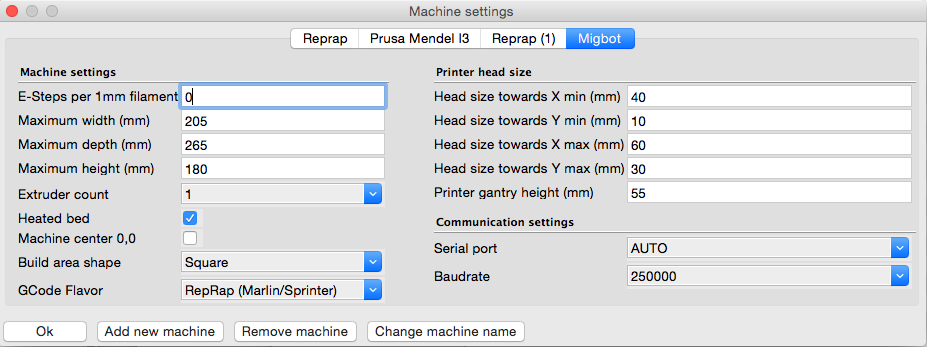 Machine settings
Reprap Prusa Mendel I3 Reprap (1) Migbot
Machine settings
E-Steps per 1mm filament 0
Maximum width (mm) 205
Maximum depth (mm) 265
Maximum height (mm) 180
Extruder count 1
Heated bed
Machine center 0,0
Build area shape Square
GCode Flavor RepRap (Marlin/Sprinter)
Printer head size
Head size towards X min (mm) 40
Head size towards Y min (mm) 10
Head size towards X max (mm) 60
Head size towards Y max (mm) 30
Printer gantry height (mm) 55
Communication settings
Serial port AUTO
Baudrate 250000
Ok Add new machine Remove machine Change machine name